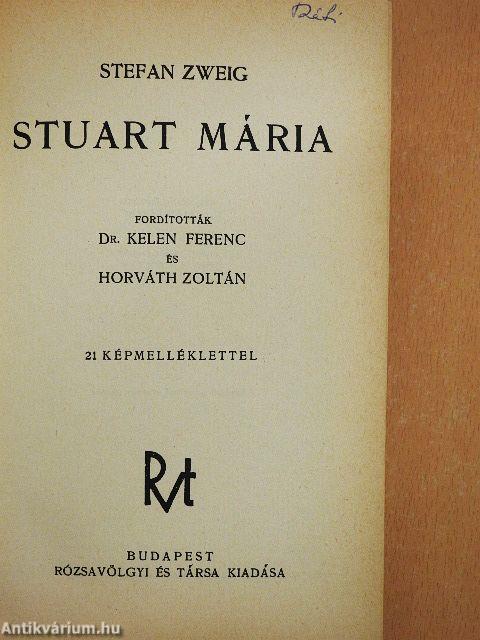 STEFAN ZWEIG
STUART MÁRIA
FORDÍTOTTÁK
DR. KELEN FERENC
ÉS
HORVÁTH ZOLTÁN
21 KÉPMELLÉKLETTEL
BUDAPEST
RÓZSAVÖLGYI ÉS TÁRSA KIADÁSA
Antikvárium.hu